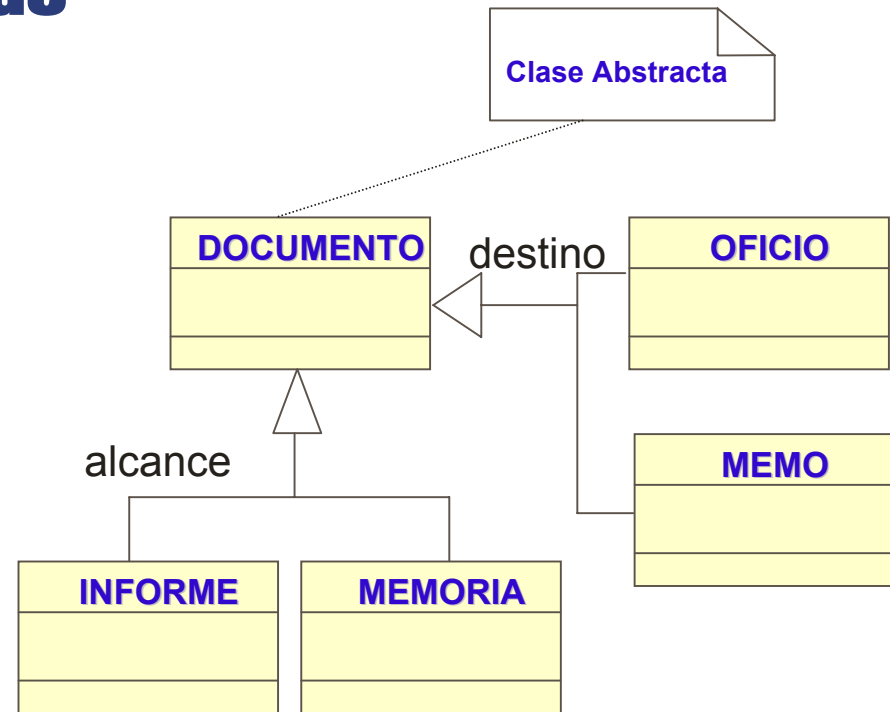 Clase Abstracta
DOCUMENTO
destino
OFICIO
alcance
MEMO
INFORME
MEMORIA